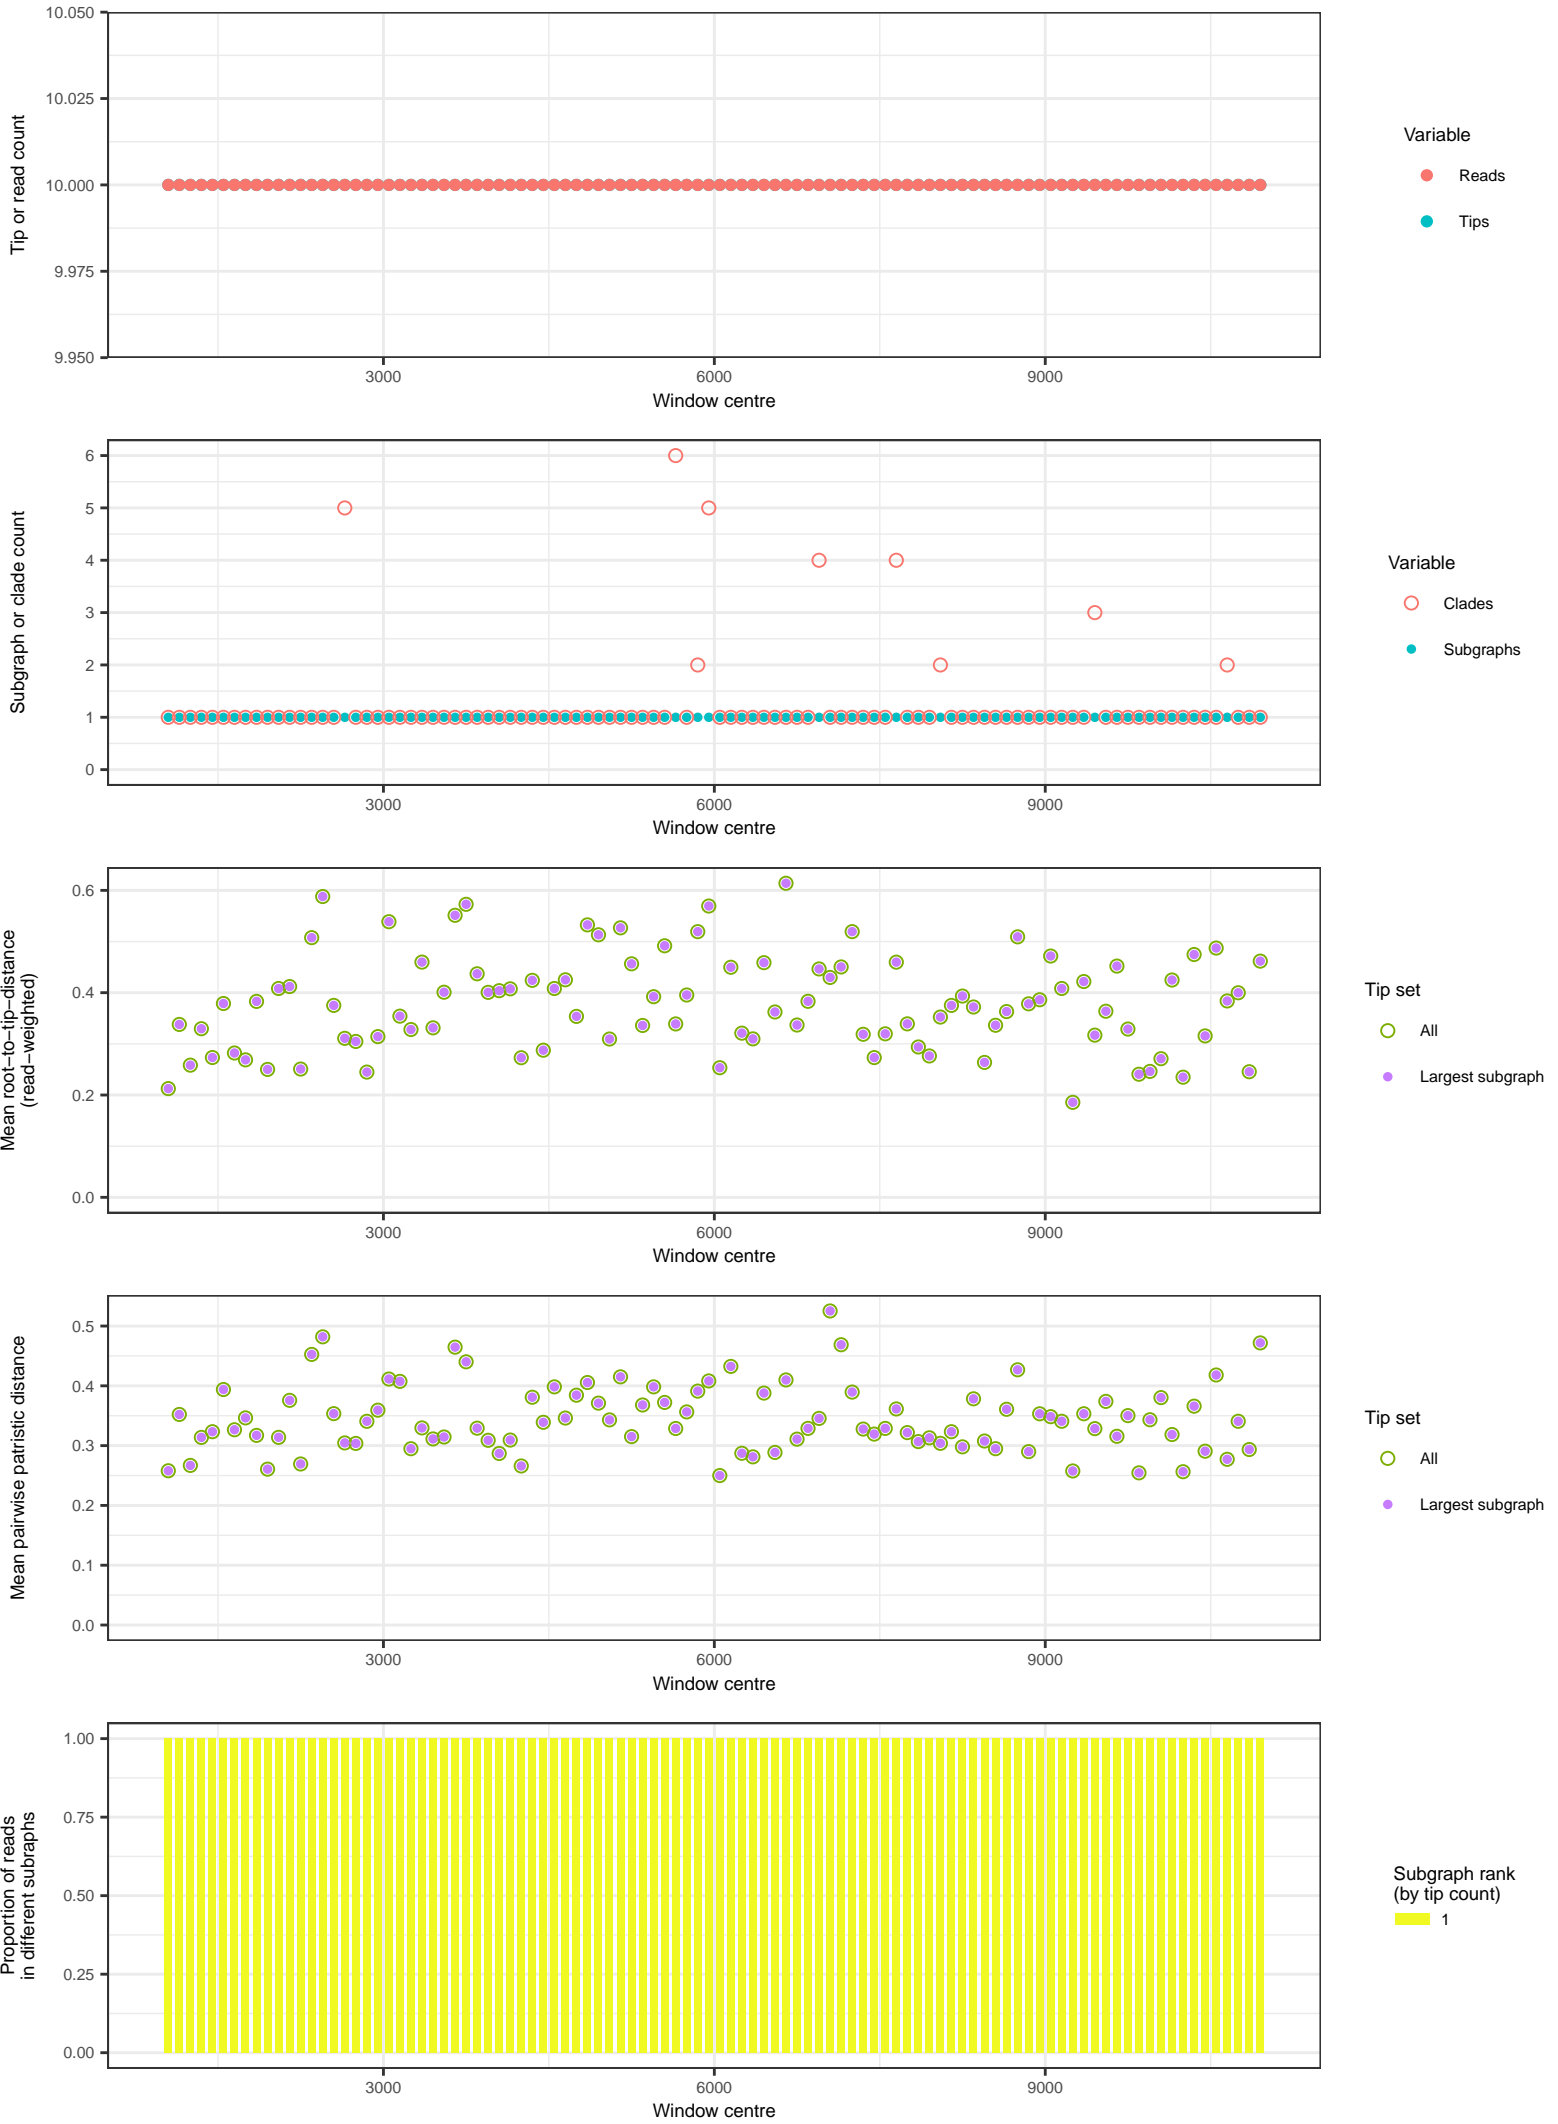 10.050
10.025
10.000
9.975
9.950
Tip or read count
3000
6000
9000
Window centre
Variable
Reads
Tips
6
5
4
3
2
1
0
Subgraph or clade count
3000
6000
9000
Window centre
Variable
Clades
Subgraphs
0.6
0.4
0.2
0.0
Mean root−to−tip−distance
(read−weighted)
3000
6000
9000
Window centre
Tip set
All
Largest subgraph
0.5
0.4
0.3
0.2
0.1
0.0
Mean pairwise patristic distance
3000
6000
9000
Window centre
Tip set
All
Largest subgraph
1.00
0.75
0.50
0.25
0.00
Proportion of reads
in different subraphs
3000
6000
9000
Window centre
Subgraph rank
(by tip count)
1